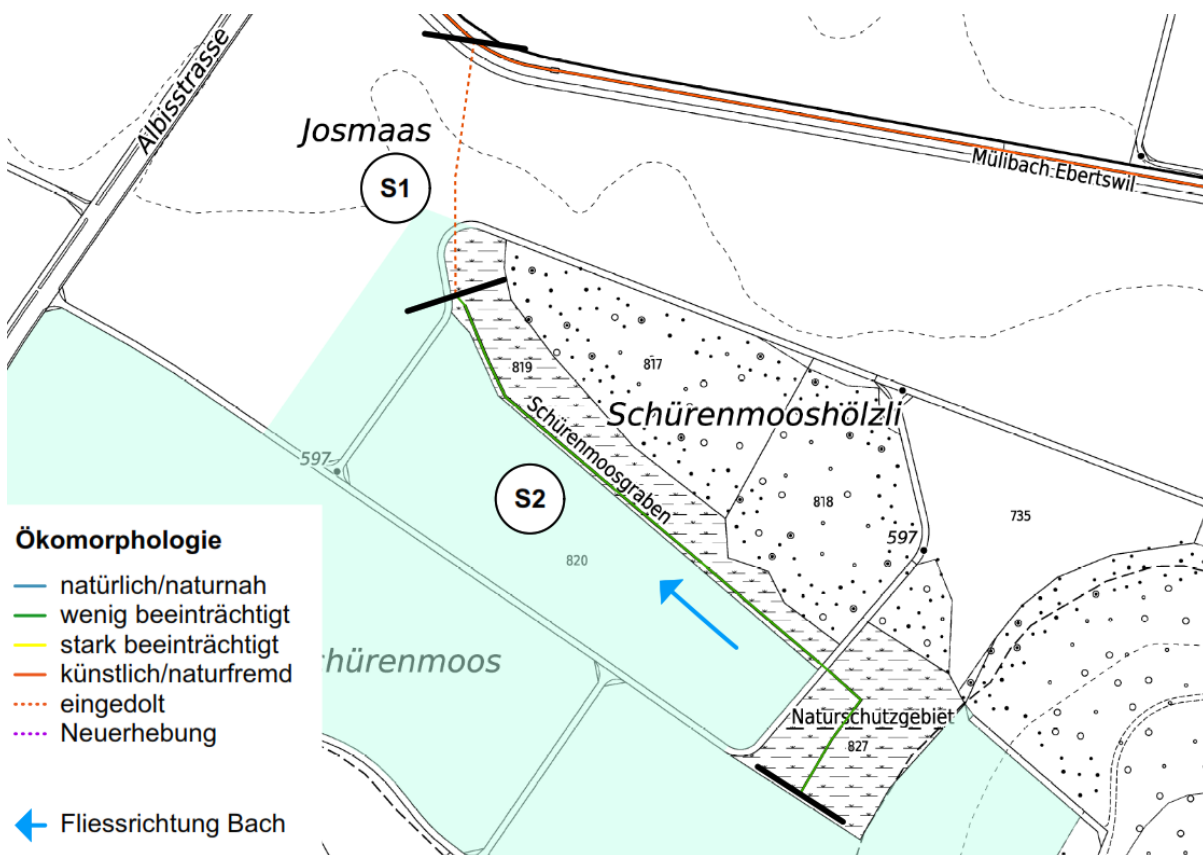 Albisstrasse
Josmaas
S1
Mülibach Ebertswil
819
817
Schürenmooshölzli
Schürenmoosgraben
818
735
597
597
S2
820
chürenmoos
Naturschutzgebiet
827
Ökomorphologie
natürlich/naturnah
wenig beeinträchtigt
stark beeinträchtigt
künstlich/naturfremd
eingedolt
Neuerhebung
Fliessrichtung Bach